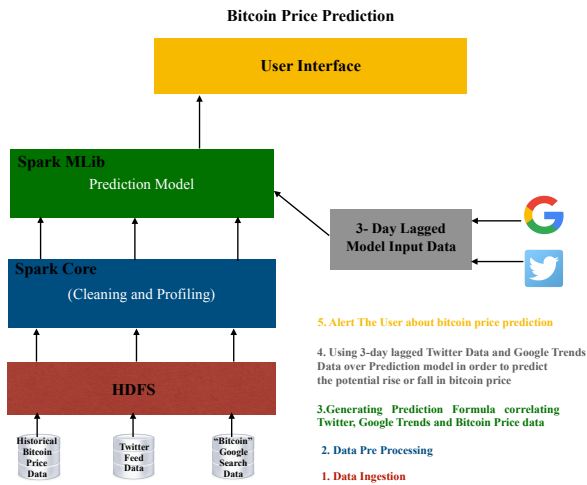 Bitcoin Price Prediction
User Interface
Spark MLib
Prediction Model
3- Day Lagged
Model Input Data
Spark Core
(Cleaning and Profiling)
HDFS
Historical
Bitcoin
Price
Data
Twitter
Feed
Data
“Bitcoin”
Google
Search
Data
5. Alert The User about bitcoin price prediction
4. Using 3-day lagged Twitter Data and Google Trends
Data over Prediction model in order to predict
the potential rise or fall in bitcoin price
3.Generating Prediction Formula correlating
Twitter, Google Trends and Bitcoin Price data
2. Data Pre Processing
1. Data Ingestion